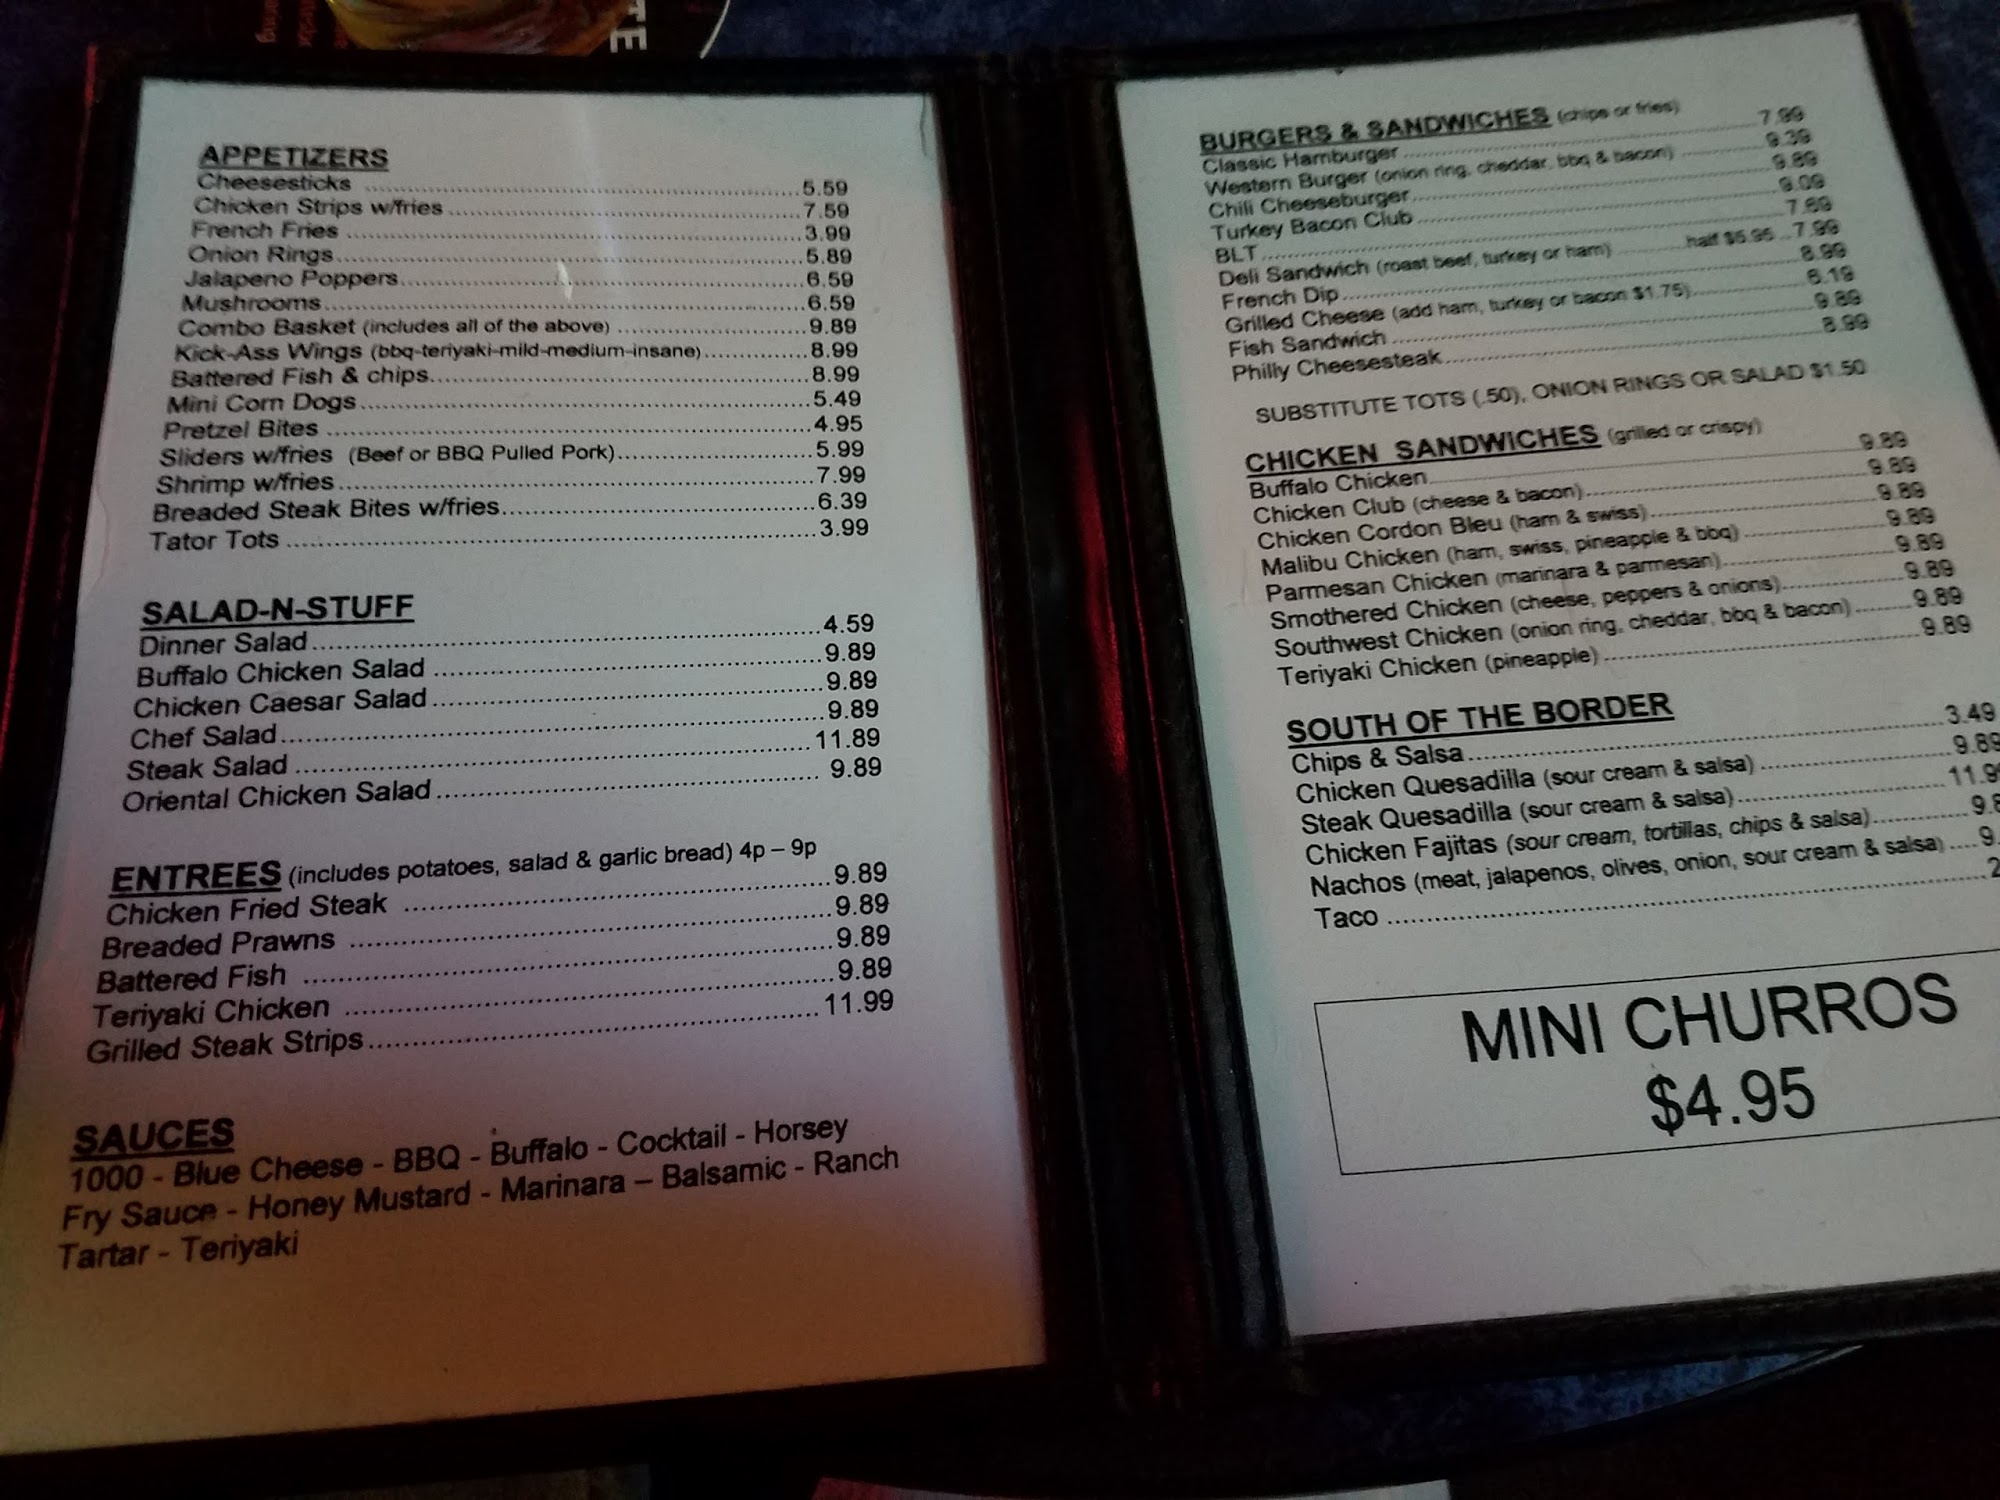 APPETIZERS
Cheesesticks ........ 5.59
Chicken Strips w/fries ........ 7.59
French Fries ........ 3.99
Onion Rings ........ 5.89
Jalapeno Poppers ........ 6.59
Mushrooms ........ 6.59
Combo Basket (includes all of the above) ........ 9.89
Kick-Ass Wings (bbq-teriyaki-mild-medium-insane) ........ 8.99
Battered Fish & chips ........ 8.99
Mini Corn Dogs ........ 5.49
Pretzel Bites ........ 4.95
Sliders w/fries (Beef or BBQ Pulled Pork) ........ 5.99
Shrimp w/fries ........ 7.99
Breaded Steak Bites w/fries ........ 6.39
Tator Tots ........ 3.99
SALAD-N-STUFF
Dinner Salad ........ 4.59
Buffalo Chicken Salad ........ 9.89
Chicken Caesar Salad ........ 9.89
Chef Salad ........ 9.89
Steak Salad ........ 11.89
Oriental Chicken Salad ........ 9.89
ENTREES (includes potatoes, salad & garlic bread) 4p – 9p
Chicken Fried Steak ........ 9.89
Breaded Prawns ........ 9.89
Battered Fish ........ 9.89
Teriyaki Chicken ........ 9.89
Grilled Steak Strips ........ 11.99
SAUCES
1000 - Blue Cheese - BBQ - Buffalo - Cocktail - Horsey
Fry Sauce - Honey Mustard - Marinara – Balsamic - Ranch
Tartar - Teriyaki
BURGERS & SANDWICHES (chips or fries)
Classic Hamburger ........ 7.99
Western Burger (onion ring, cheddar, bbq & bacon) ........ 9.39
Chili Cheeseburger ........ 9.89
Turkey Bacon Club ........
BLT ........ 7.89
Deli Sandwich (roast beef, turkey or ham) ........ half $5.95 ..7.99
French Dip ........ 8.99
Grilled Cheese (add ham, turkey or bacon $1.75) ........
Fish Sandwich ........ 9.89
Philly Cheesesteak ........ 8.99
SUBSTITUTE TOTS (.50), ONION RINGS OR SALAD $1.50
CHICKEN SANDWICHES (grilled or crispy)
Buffalo Chicken ........ 9.89
Chicken Club (cheese & bacon) ........ 9.89
Chicken Cordon Bleu (ham & swiss) ........ 9.89
Malibu Chicken (ham, swiss, pineapple & bbq) ........ 9.89
Parmesan Chicken (marinara & parmesan) ........ 9.89
Smothered Chicken (cheese, peppers & onions) ........ 9.89
Southwest Chicken (onion ring, cheddar, bbq & bacon) ........ 9.89
Teriyaki Chicken (pineapple) ........ 9.89
SOUTH OF THE BORDER
Chips & Salsa ........ 3.49
Chicken Quesadilla (sour cream & salsa) ........ 9.89
Steak Quesadilla (sour cream & salsa) ........ 11.9
Chicken Fajitas (sour cream, tortillas, chips & salsa) ........ 9.8
Nachos (meat, jalapenos, olives, onion, sour cream & salsa) .... 9.
Taco ........ 2
MINI CHURROS
$4.95